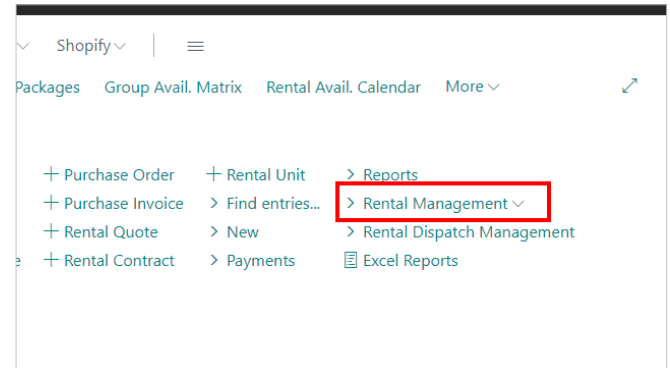 Shopify
Packages Group Avail. Matrix Rental Avail. Calendar More
+ Purchase Order + Rental Unit > Reports
+ Purchase Invoice > Find entries... > Rental Management
+ Rental Quote > New > Rental Dispatch Management
e + Rental Contract > Payments Excel Reports